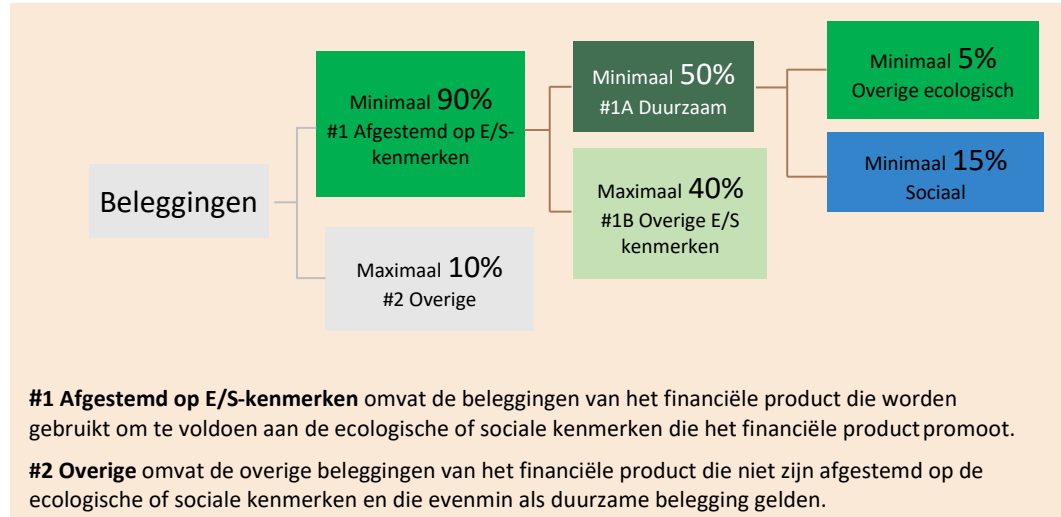 Beleggingen
Minimaal 90%
#1 Afgestemd op E/S-
kenmerken
Maximaal 10%
#2 Overige
Minimaal 50%
#1A Duurzaam
Maximaal 40%
#1B Overige E/S
kenmerken
Minimaal 5%
Overige ecologisch
Minimaal 15%
Sociaal
#1 Afgestemd op E/S-kenmerken omvat de beleggingen van het financiële product die worden
gebruikt om te voldoen aan de ecologische of sociale kenmerken die het financiële product promoot.
#2 Overige omvat de overige beleggingen van het financiële product die niet zijn afgestemd op de
ecologische of sociale kenmerken en die evenmin als duurzame belegging gelden.